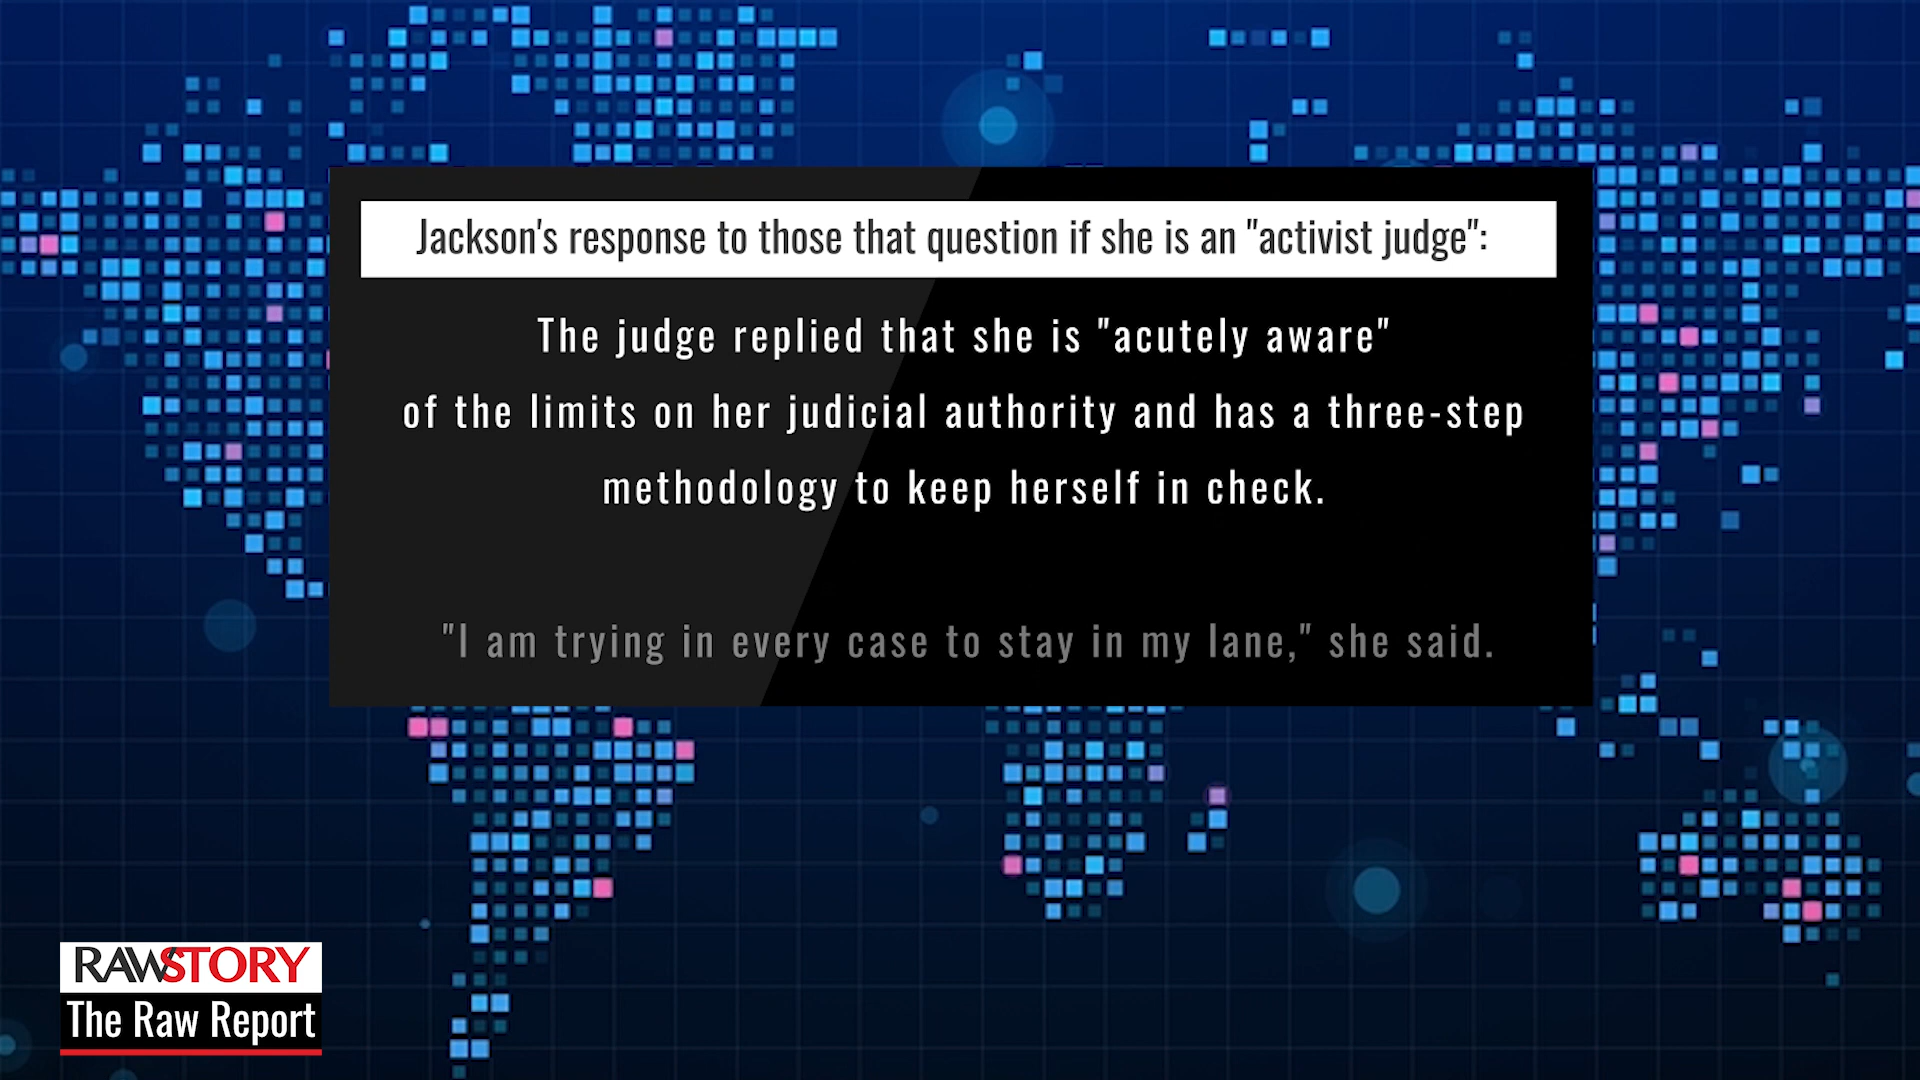 Jackson's response to those that question if she is an "activist judge":
The judge replied that she is "acutely aware"
of the limits on her judicial authority and has a three-step
methodology to keep herself in check.
"I am trying in every case to stay in my lane," she said.
RAWSTORY
The Raw Report